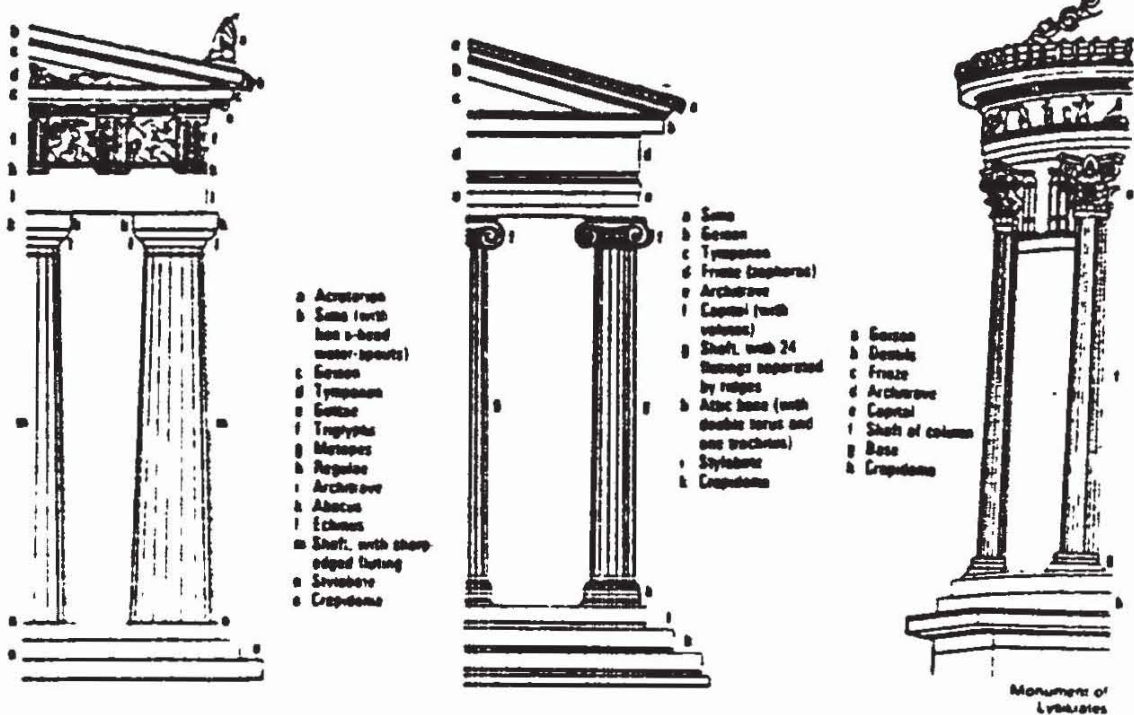 a Acroterion
b Sima (with
lion's-head
water-spouts)
c Geison
d Tympanon
e Guttae
f Triglyphs
g Metopes
h Regulae
i Architrave
k Abacus
l Echinus
m Shaft, with sharp-
edged fluting
n Stylobate
o Crepidoma
a Sima
b Geison
c Tympanon
d Frieze (zophorus)
e Architrave
f Capital (with
volutes)
g Shaft, with 24
flutings separated
by ridges
h Attic base (with
double torus and
one trochilus)
i Stylobate
k Crepidoma
a Geison
b Dentils
c Frieze
d Architrave
e Capital
f Shaft of column
g Base
h Crepidoma
Monument of
Lysikrates